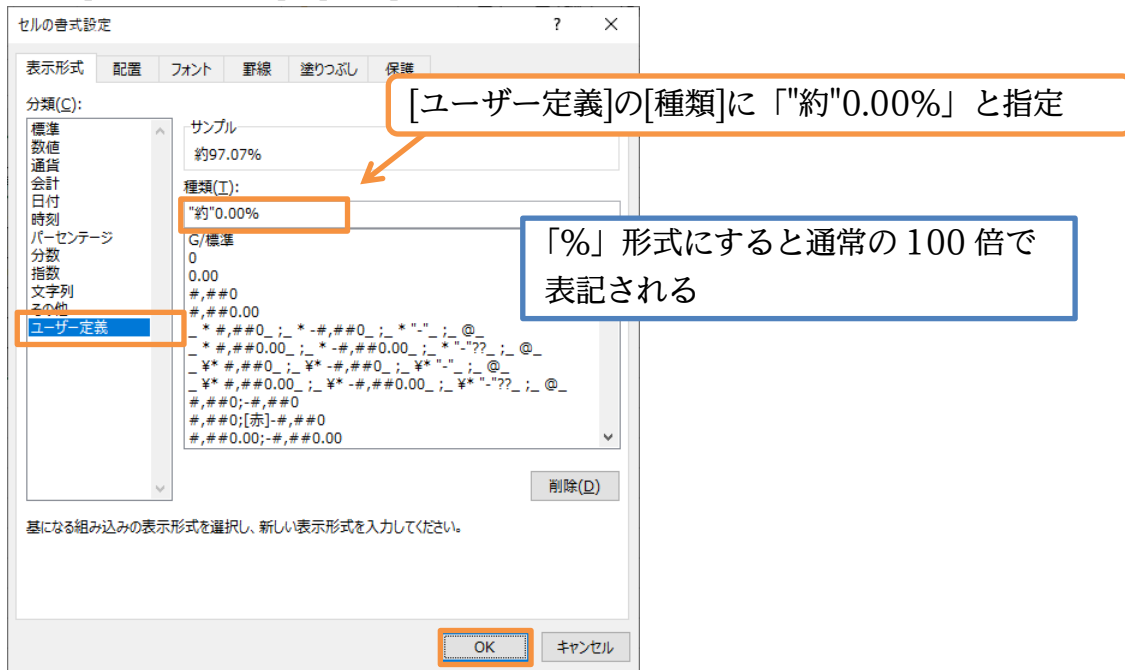 セルの書式設定
? ×
表示形式 配置 フォント 罫線 塗りつぶし 保護
[ユーザー定義]の[種類]に「"約"0.00%」と指定
分類(C):
標準
数値
通貨
会計
日付
時刻
パーセンテージ
分数
指数
文字列
その他
ユーザー定義
サンプル
約97.07%
種類(T):
"約"0.00%
「%」形式にすると通常の 100 倍で
表記される
G/標準
0
0.00
#,##0
#,##0.00
_ * #,##0_ ;_ * -#,##0_ ;_ * "-"_ ;_ @_
_ * #,##0.00_ ;_ * -#,##0.00_ ;_ * "-"??_ ;_ @_
_ ¥* #,##0_ ;_ ¥* -#,##0_ ;_ ¥* "-"_ ;_ @_
_ ¥* #,##0.00_ ;_ ¥* -#,##0.00_ ;_ ¥* "-"??_ ;_ @_
#,##0;-#,##0
#,##0;[赤]-#,##0
#,##0.00;-#,##0.00
削除(D)
基になる組み込みの表示形式を選択し、新しい表示形式を入力してください。
OK キャンセル